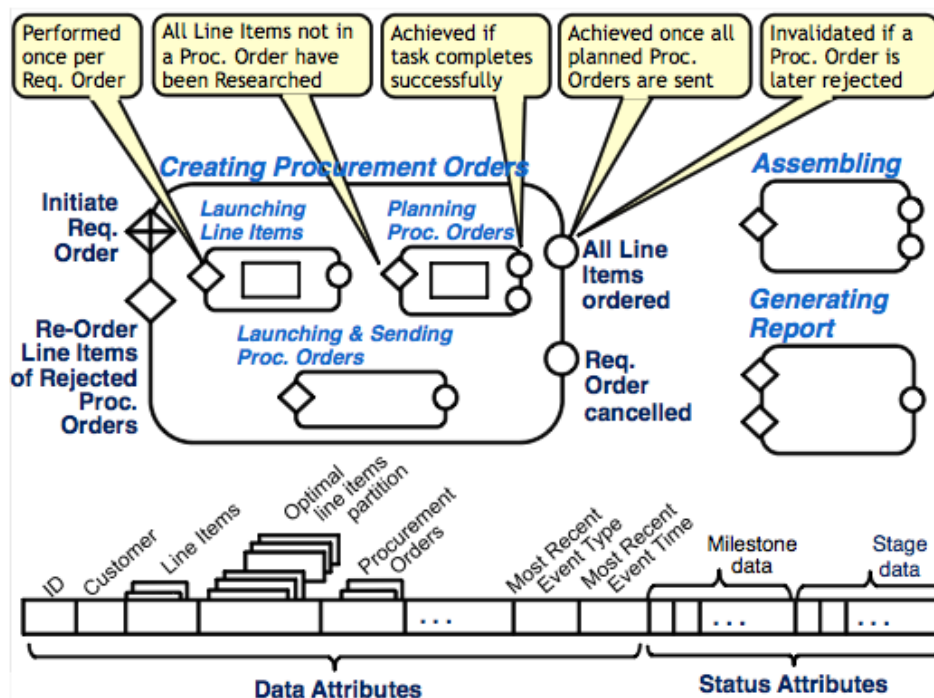 Performed
once per
Req. Order
All Line Items not in
a Proc. Order have
been Researched
Achieved if
task completes
successfully
Achieved once all
planned Proc.
Orders are sent
Invalidated if a
Proc. Order is
later rejected
Creating Procurement Orders
Assembling
Initiate
Req.
Order
Launching
Line Items
Planning
Proc. Orders
All Line
Items
ordered
Generating
Report
Re-Order
Line Items
of Rejected
Proc.
Orders
Launching & Sending
Proc. Orders
Req.
Order
cancelled
ID
Customer
Line Items
Optimal
line items
partition
Procurement
Orders
...
Most Recent
Event Type
Most Recent
Event Time
Milestone
data
...
Stage
data
...
Data Attributes
Status Attributes